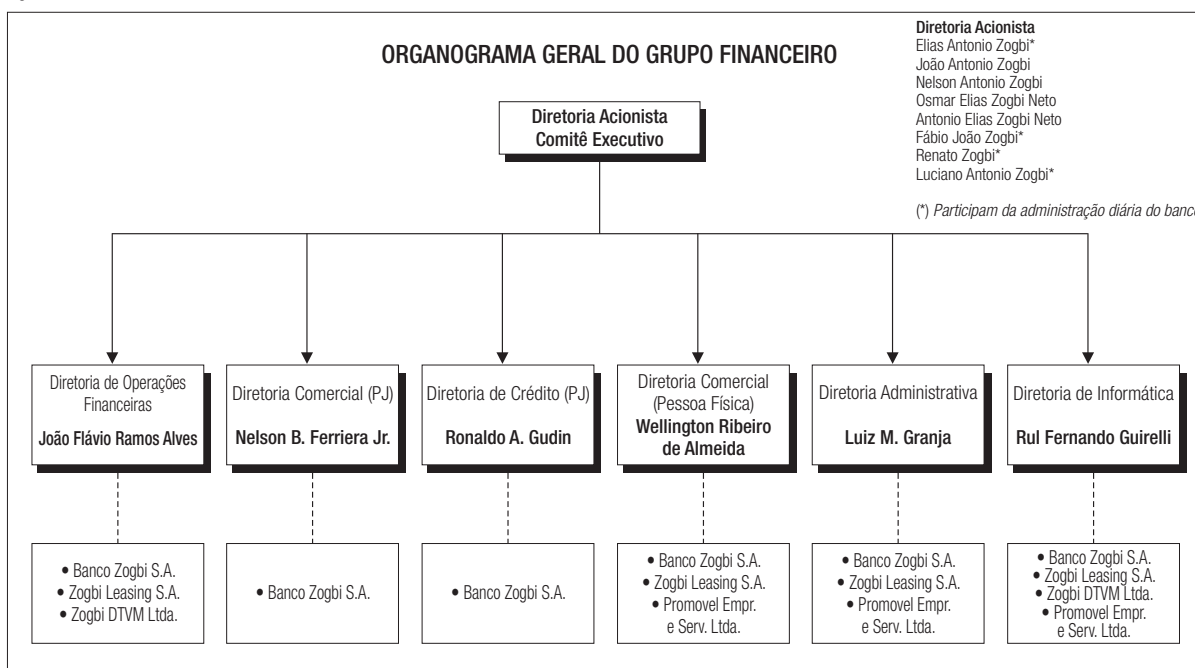 ORGANOGRAMA GERAL DO GRUPO FINANCEIRO
Diretoria Acionista
Elias Antonio Zogbi*
João Antonio Zogbi
Nelson Antonio Zogbi
Osmar Elias Zogbi Neto
Antonio Elias Zogbi Neto
Fábio João Zogbi*
Renato Zogbi*
Luciano Antonio Zogbi*
(*) Participam da administração diária do banco
Diretoria Acionista
Comitê Executivo
Diretoria de Operações
Financeiras
João Flávio Ramos Alves
Diretoria Comercial (PJ)
Nelson B. Ferriera Jr.
Diretoria de Crédito (PJ)
Ronaldo A. Gudin
Diretoria Comercial
(Pessoa Física)
Wellington Ribeiro
de Almeida
Diretoria Administrativa
Luiz M. Granja
Diretoria de Informática
Rul Fernando Guirelli
• Banco Zogbi S.A.
• Zogbi Leasing S.A.
• Zogbi DTVM Ltda.
• Banco Zogbi S.A.
• Banco Zogbi S.A.
• Banco Zogbi S.A.
• Zogbi Leasing S.A.
• Promovel Empr.
e Serv. Ltda.
• Banco Zogbi S.A.
• Zogbi Leasing S.A.
• Promovel Empr.
e Serv. Ltda.
• Banco Zogbi S.A.
• Zogbi Leasing S.A.
• Zogbi DTVM Ltda.
• Promovel Empr.
e Serv. Ltda.